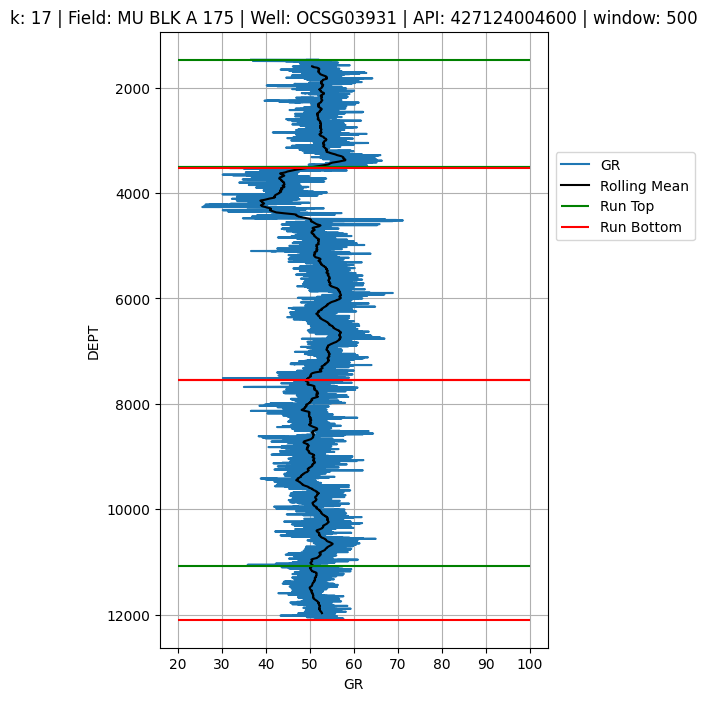 k: 17 | Field: MU BLK A 175 | Well: OCSG03931 | API: 427124004600 | window: 500
2000
4000
6000
8000
10000
12000
DEPT
20 30 40 50 60 70 80 90 100
GR
GR
Rolling Mean
Run Top
Run Bottom